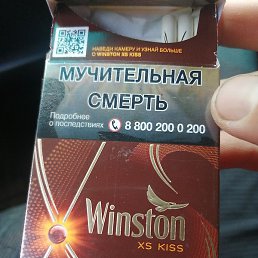 НАВЕДИ КАМЕРУ И УЗНАЙ БОЛЬШЕ
О WINSTON XS KISS
МУЧИТЕЛЬНАЯ
СМЕРТЬ
Подробнее
о последствиях 8 800 200 0 200
Winston
XS KISS